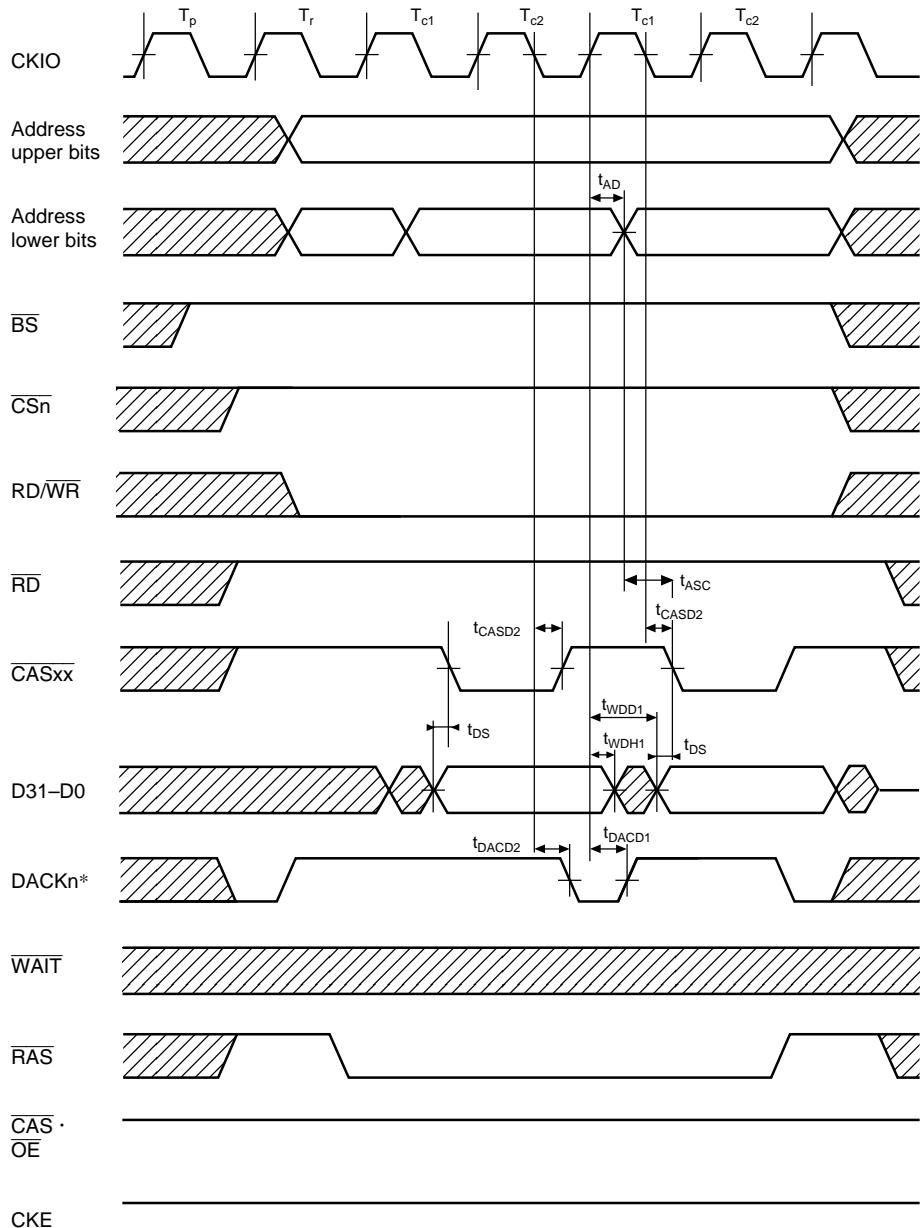 Tp Tr Tc1 Tc2 Tc1 Tc2
CKIO
Address
upper bits
tAD
Address
lower bits
BS
CSn
RD/WR
RD
tASC
tCASD2 tCASD2
CASxx
tWDD1
tDS tWDH1 tDS
D31–D0
tDACD2 tDACD1
DACKn*
WAIT
RAS
CAS ·
OE
CKE